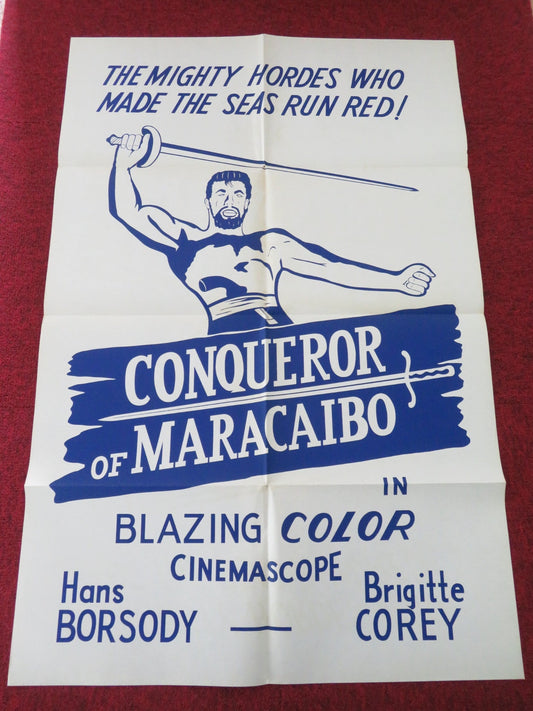 THE MIGHTY HORDES WHO
MADE THE SEAS RUN RED!
CONQUEROR
OF MARACAIBO
IN
BLAZING COLOR
CINEMASCOPE
Hans Brigitte
BORSODY — COREY